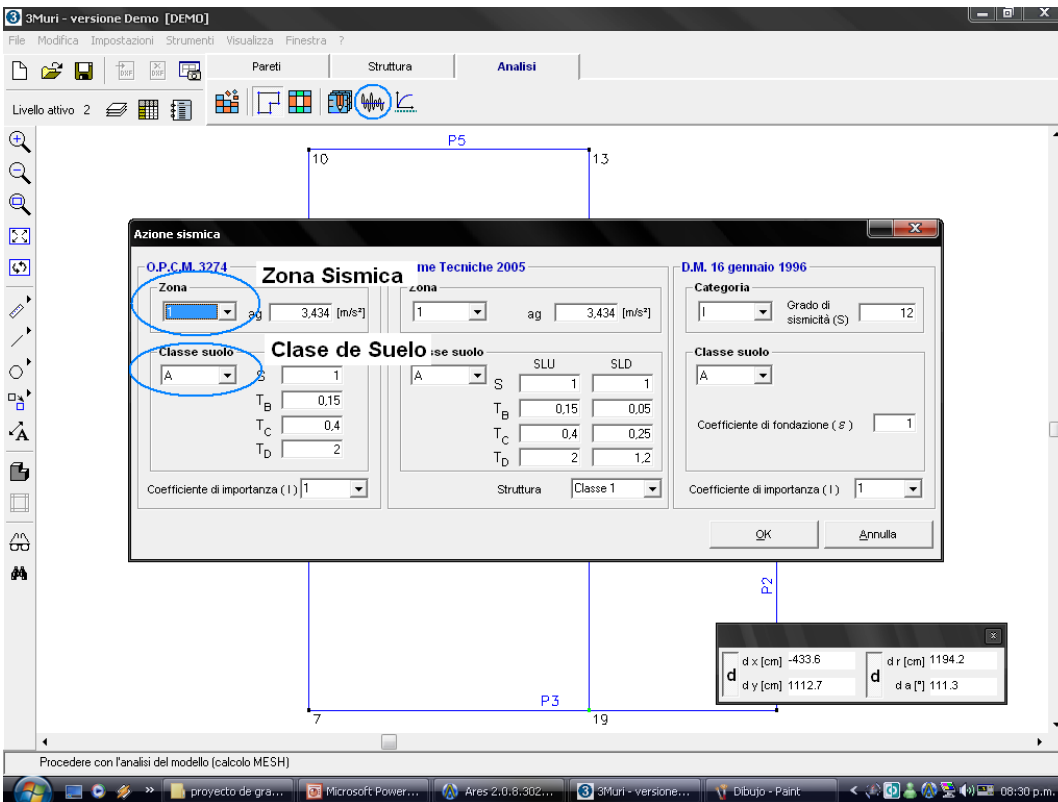 3Muri - versione Demo [DEMO]
File Modifica Impostazioni Strumenti Visualizza Finestra ?
Pareti Struttura Analisi
Livello attivo 2
P5
10
13
Azione sismica
O.P.C.M. 3274
Zona Sismica
me Tecniche 2005
D.M. 16 gennaio 1996
Zona
1
ag 3,434 [m/s²]
Zona
1
ag 3,434 [m/s²]
Categoria
I
Grado di sismicità (S) 12
Classe suolo
Clase de Suelo
A
S 1
TB 0,15
TC 0,4
TD 2
Coefficiente di importanza ( I ) 1
sse suolo
A
SLU SLD
S 1 1
TB 0,15 0,05
TC 0,4 0,25
TD 2 1,2
Struttura Classe 1
Classe suolo
A
Coefficiente di fondazione ( ε ) 1
Coefficiente di importanza ( I ) 1
OK Annulla
P2
d
d x [cm] -433.6
d y [cm] 1112.7
d
d r [cm] 1194.2
d a [°] 111.3
P3
7
19
Procedere con l'analisi del modello (calcolo MESH)
proyecto de gra... Microsoft Power... Ares 2.0.8.302... 3Muri - versione... Dibujo - Paint 08:30 p.m.